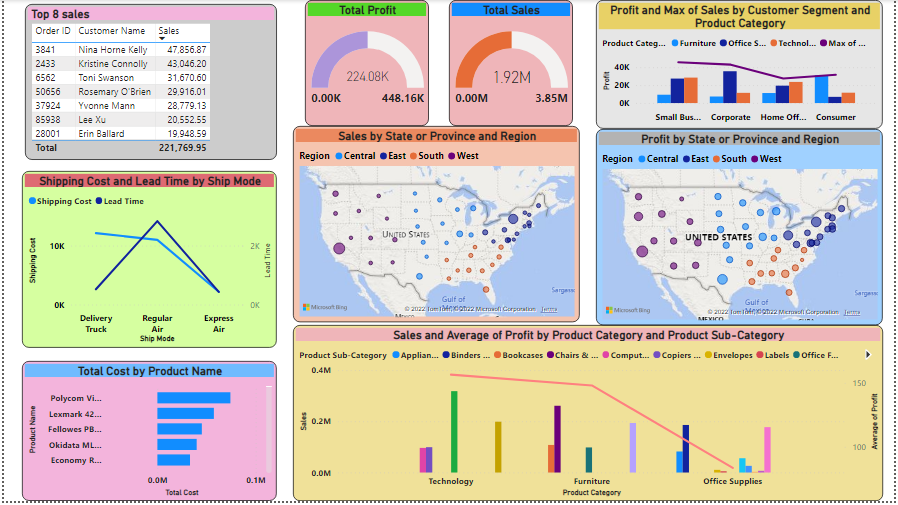 Top 8 sales
Order ID Customer Name Sales
3841 Nina Horne Kelly 47,856.87
2433 Kristine Connolly 43,046.20
6562 Toni Swanson 31,670.60
50656 Rosemary O'Brien 29,916.01
37924 Yvonne Mann 28,779.13
85938 Lee Xu 20,552.55
28001 Erin Ballard 19,948.59
Total 221,769.95
Total Profit
224.08K
0.00K 448.16K
Total Sales
1.92M
0.00M 3.85M
Profit and Max of Sales by Customer Segment and
Product Category
Product Categ... Furniture Office S... Technol... Max of ...
Profit
40K
20K
0K
Small Bus... Corporate Home Off... Consumer
Shipping Cost and Lead Time by Ship Mode
Shipping Cost Lead Time
Shipping Cost
10K
0K
2K
0K
Lead Time
Delivery
Truck
Regular
Air
Express
Air
Ship Mode
Sales by State or Province and Region
Region Central East South West
UNITED STATES
Gulf of
Sargass
Microsoft Bing
© 2022 TomTom, © 2022 Microsoft Corporation Terms
Profit by State or Province and Region
Region Central East South West
UNITED STATES
Gulf of
Sargass
Microsoft Bing
© 2022 TomTom, © 2022 Microsoft Corporation Terms
MEXICO
Total Cost by Product Name
Product Name
Polycom Vi...
Lexmark 42...
Fellowes PB...
Okidata ML...
Economy R...
0.0M 0.1M
Total Cost
Sales and Average of Profit by Product Category and Product Sub-Category
Product Sub-Category Applian... Binders ... Bookcases Chairs & ... Comput... Copiers ... Envelopes Labels Office F...
Sales
0.4M
0.2M
0.0M
150
100
Average of Profit
Technology Furniture Office Supplies
Product Category